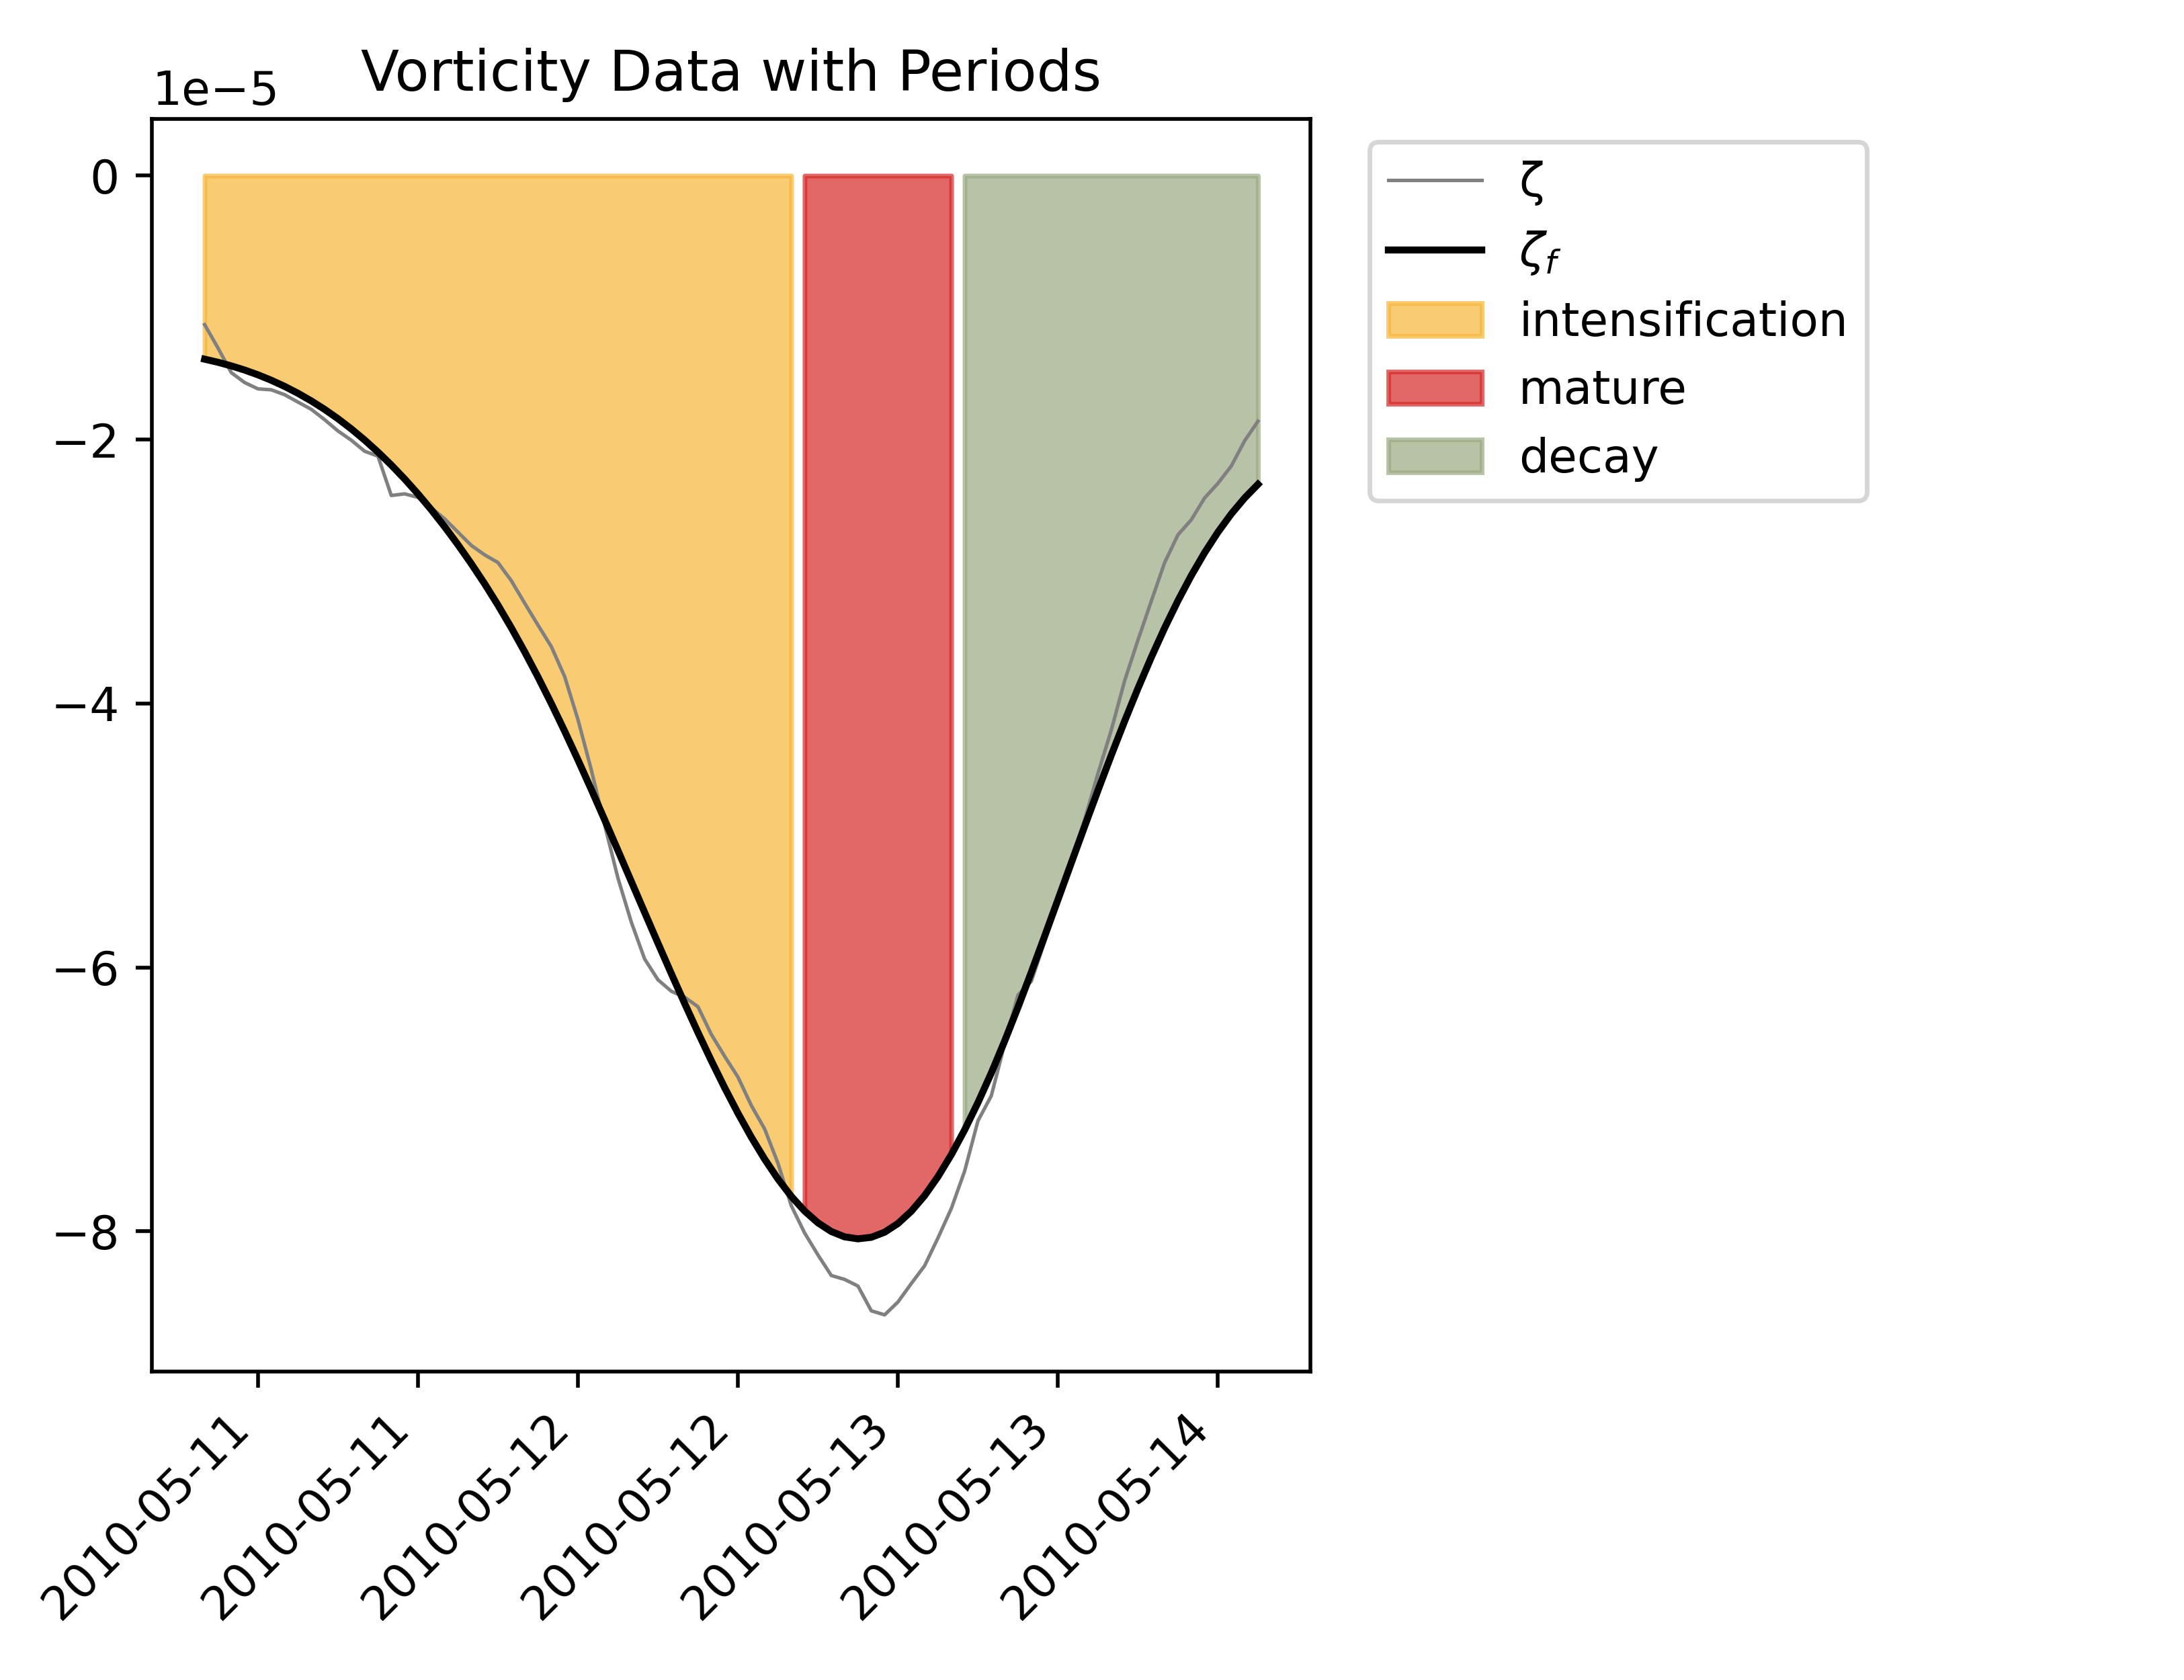 Vorticity Data with Periods
1e−5
0
−2
−4
−6
−8
2010-05-11
2010-05-11
2010-05-12
2010-05-12
2010-05-13
2010-05-13
2010-05-14
ζ
ζf
intensification
mature
decay